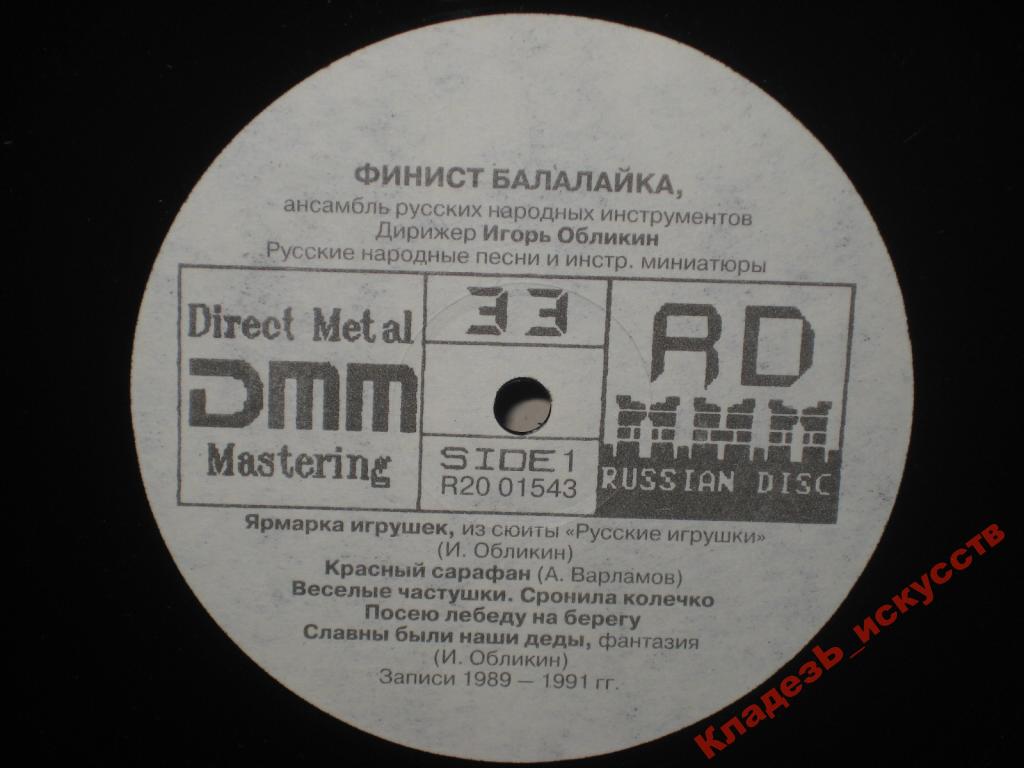 ФИНИСТ БАЛАЛАЙКА,
ансамбль русских народных инструментов
Дирижер Игорь Обликин
Русские народные песни и инстр. миниатюры
Direct Metal
DMM
Mastering
33
SIDE 1
R20 01543
RD
RUSSIAN DISC
Ярмарка игрушек, из сюиты «Русские игрушки»
(И. Обликин)
Красный сарафан (А. Варламов)
Веселые частушки. Сронила колечко
Посею лебеду на берегу
Славны были наши деды, фантазия
(И. Обликин)
Записи 1989 — 1991 гг.
Кладезь_искусств